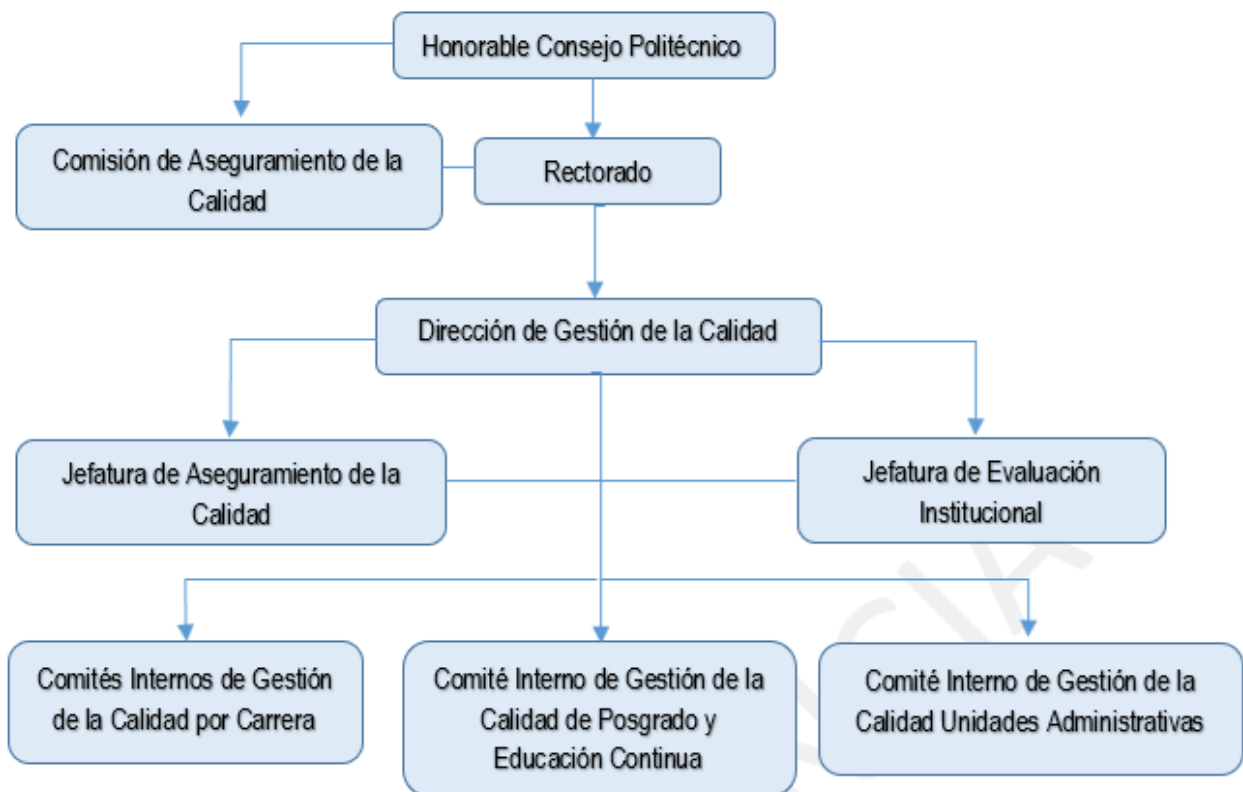 Honorable Consejo Politécnico
Comisión de Aseguramiento de la
Calidad
Rectorado
Dirección de Gestión de la Calidad
Jefatura de Aseguramiento de la
Calidad
Jefatura de Evaluación
Institucional
Comités Internos de Gestión
de la Calidad por Carrera
Comité Interno de Gestión de la
Calidad de Posgrado y
Educación Continua
Comité Interno de Gestión de la
Calidad Unidades Administrativas